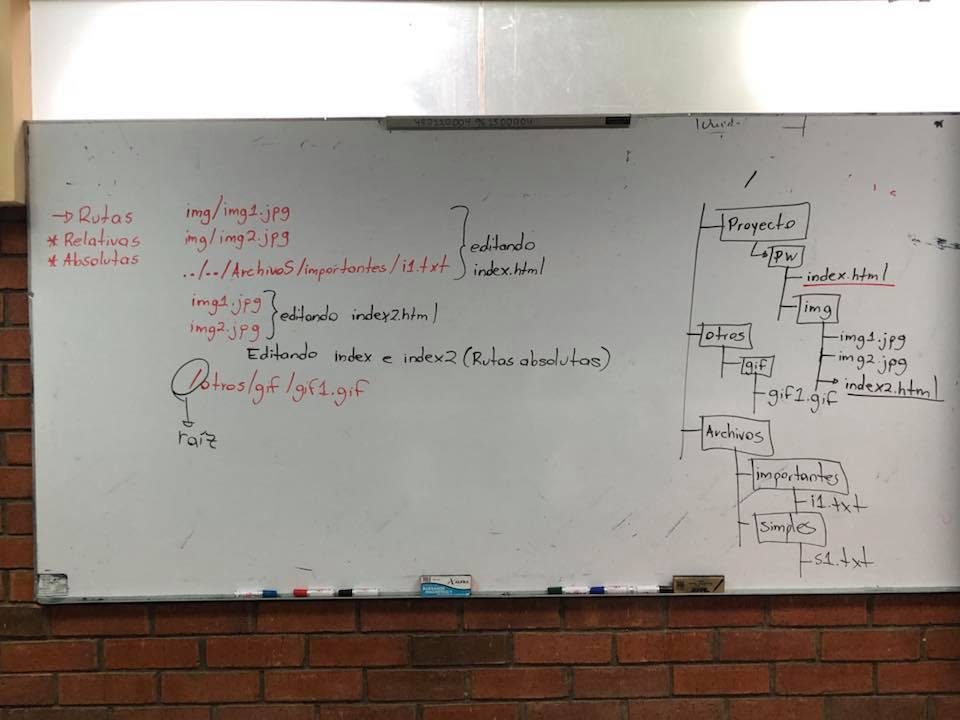 → Rutas
* Relativas
* Absolutas
img/img1.jpg
img/img2.jpg
../../ArchivoS/importantes/i1.txt
editando
index.html
img1.jpg
img2.jpg
editando index2.html
Editando index e index2 (Rutas absolutas)
/otros/gif/gif1.gif
raíz
/
Proyecto
pw
index.html
img
img1.jpg
img2.jpg
index2.html
otros
gif
gif1.gif
Archivos
importantes
i1.txt
simples
s1.txt